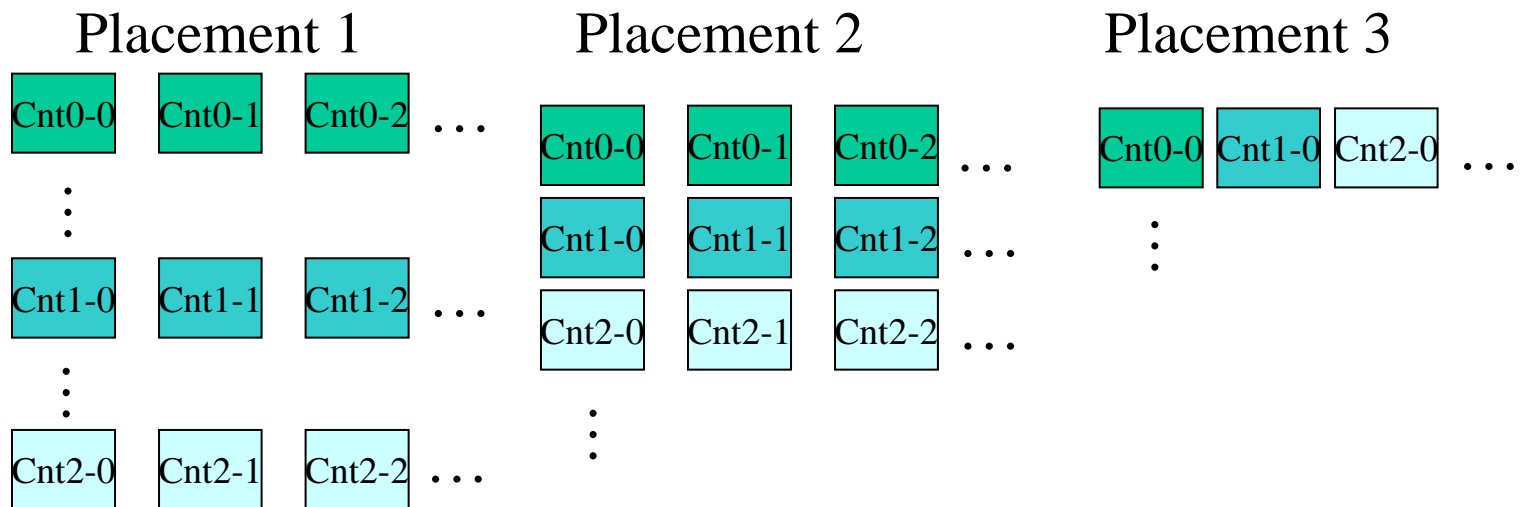 Placement 1
Cnt0-0 Cnt0-1 Cnt0-2 ...
⋮
Cnt1-0 Cnt1-1 Cnt1-2 ...
⋮
Cnt2-0 Cnt2-1 Cnt2-2 ...
Placement 2
Cnt0-0 Cnt0-1 Cnt0-2 ...
Cnt1-0 Cnt1-1 Cnt1-2 ...
Cnt2-0 Cnt2-1 Cnt2-2 ...
⋮
Placement 3
Cnt0-0 Cnt1-0 Cnt2-0 ...
⋮